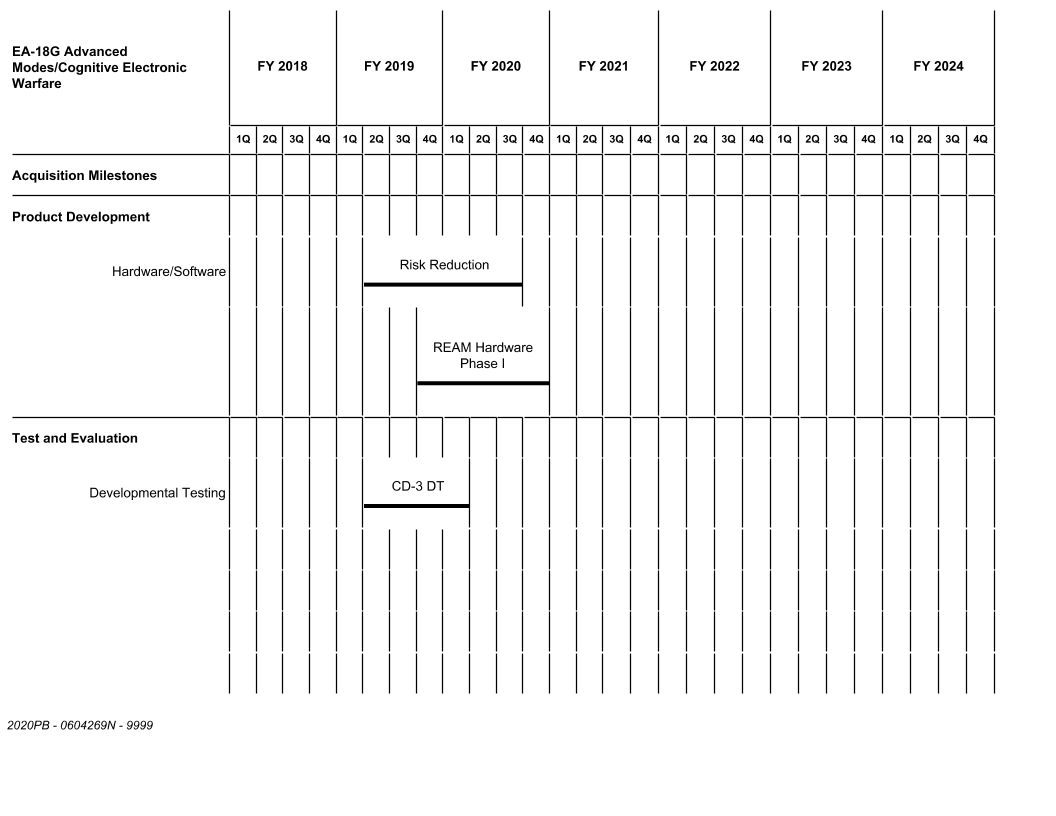 EA-18G Advanced
Modes/Cognitive Electronic
Warfare
FY 2018 FY 2019 FY 2020 FY 2021 FY 2022 FY 2023 FY 2024
1Q 2Q 3Q 4Q 1Q 2Q 3Q 4Q 1Q 2Q 3Q 4Q 1Q 2Q 3Q 4Q 1Q 2Q 3Q 4Q 1Q 2Q 3Q 4Q 1Q 2Q 3Q 4Q
Acquisition Milestones
Product Development
Hardware/Software
Risk Reduction
REAM Hardware
Phase I
Test and Evaluation
Developmental Testing
CD-3 DT
2020PB - 0604269N - 9999